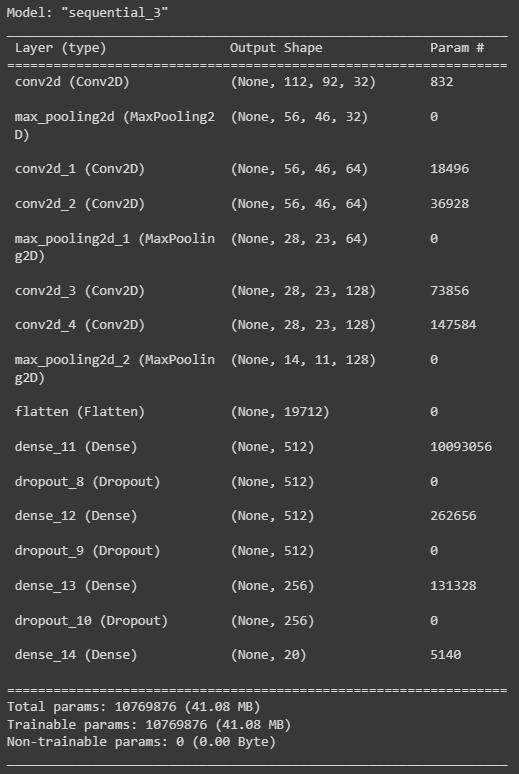 Model: "sequential_3"
_________________________________________________________________
Layer (type) Output Shape Param #
=================================================================
conv2d (Conv2D) (None, 112, 92, 32) 832
max_pooling2d (MaxPooling2 (None, 56, 46, 32) 0
D)
conv2d_1 (Conv2D) (None, 56, 46, 64) 18496
conv2d_2 (Conv2D) (None, 56, 46, 64) 36928
max_pooling2d_1 (MaxPoolin (None, 28, 23, 64) 0
g2D)
conv2d_3 (Conv2D) (None, 28, 23, 128) 73856
conv2d_4 (Conv2D) (None, 28, 23, 128) 147584
max_pooling2d_2 (MaxPoolin (None, 14, 11, 128) 0
g2D)
flatten (Flatten) (None, 19712) 0
dense_11 (Dense) (None, 512) 10093056
dropout_8 (Dropout) (None, 512) 0
dense_12 (Dense) (None, 512) 262656
dropout_9 (Dropout) (None, 512) 0
dense_13 (Dense) (None, 256) 131328
dropout_10 (Dropout) (None, 256) 0
dense_14 (Dense) (None, 20) 5140
=================================================================
Total params: 10769876 (41.08 MB)
Trainable params: 10769876 (41.08 MB)
Non-trainable params: 0 (0.00 Byte)
_________________________________________________________________